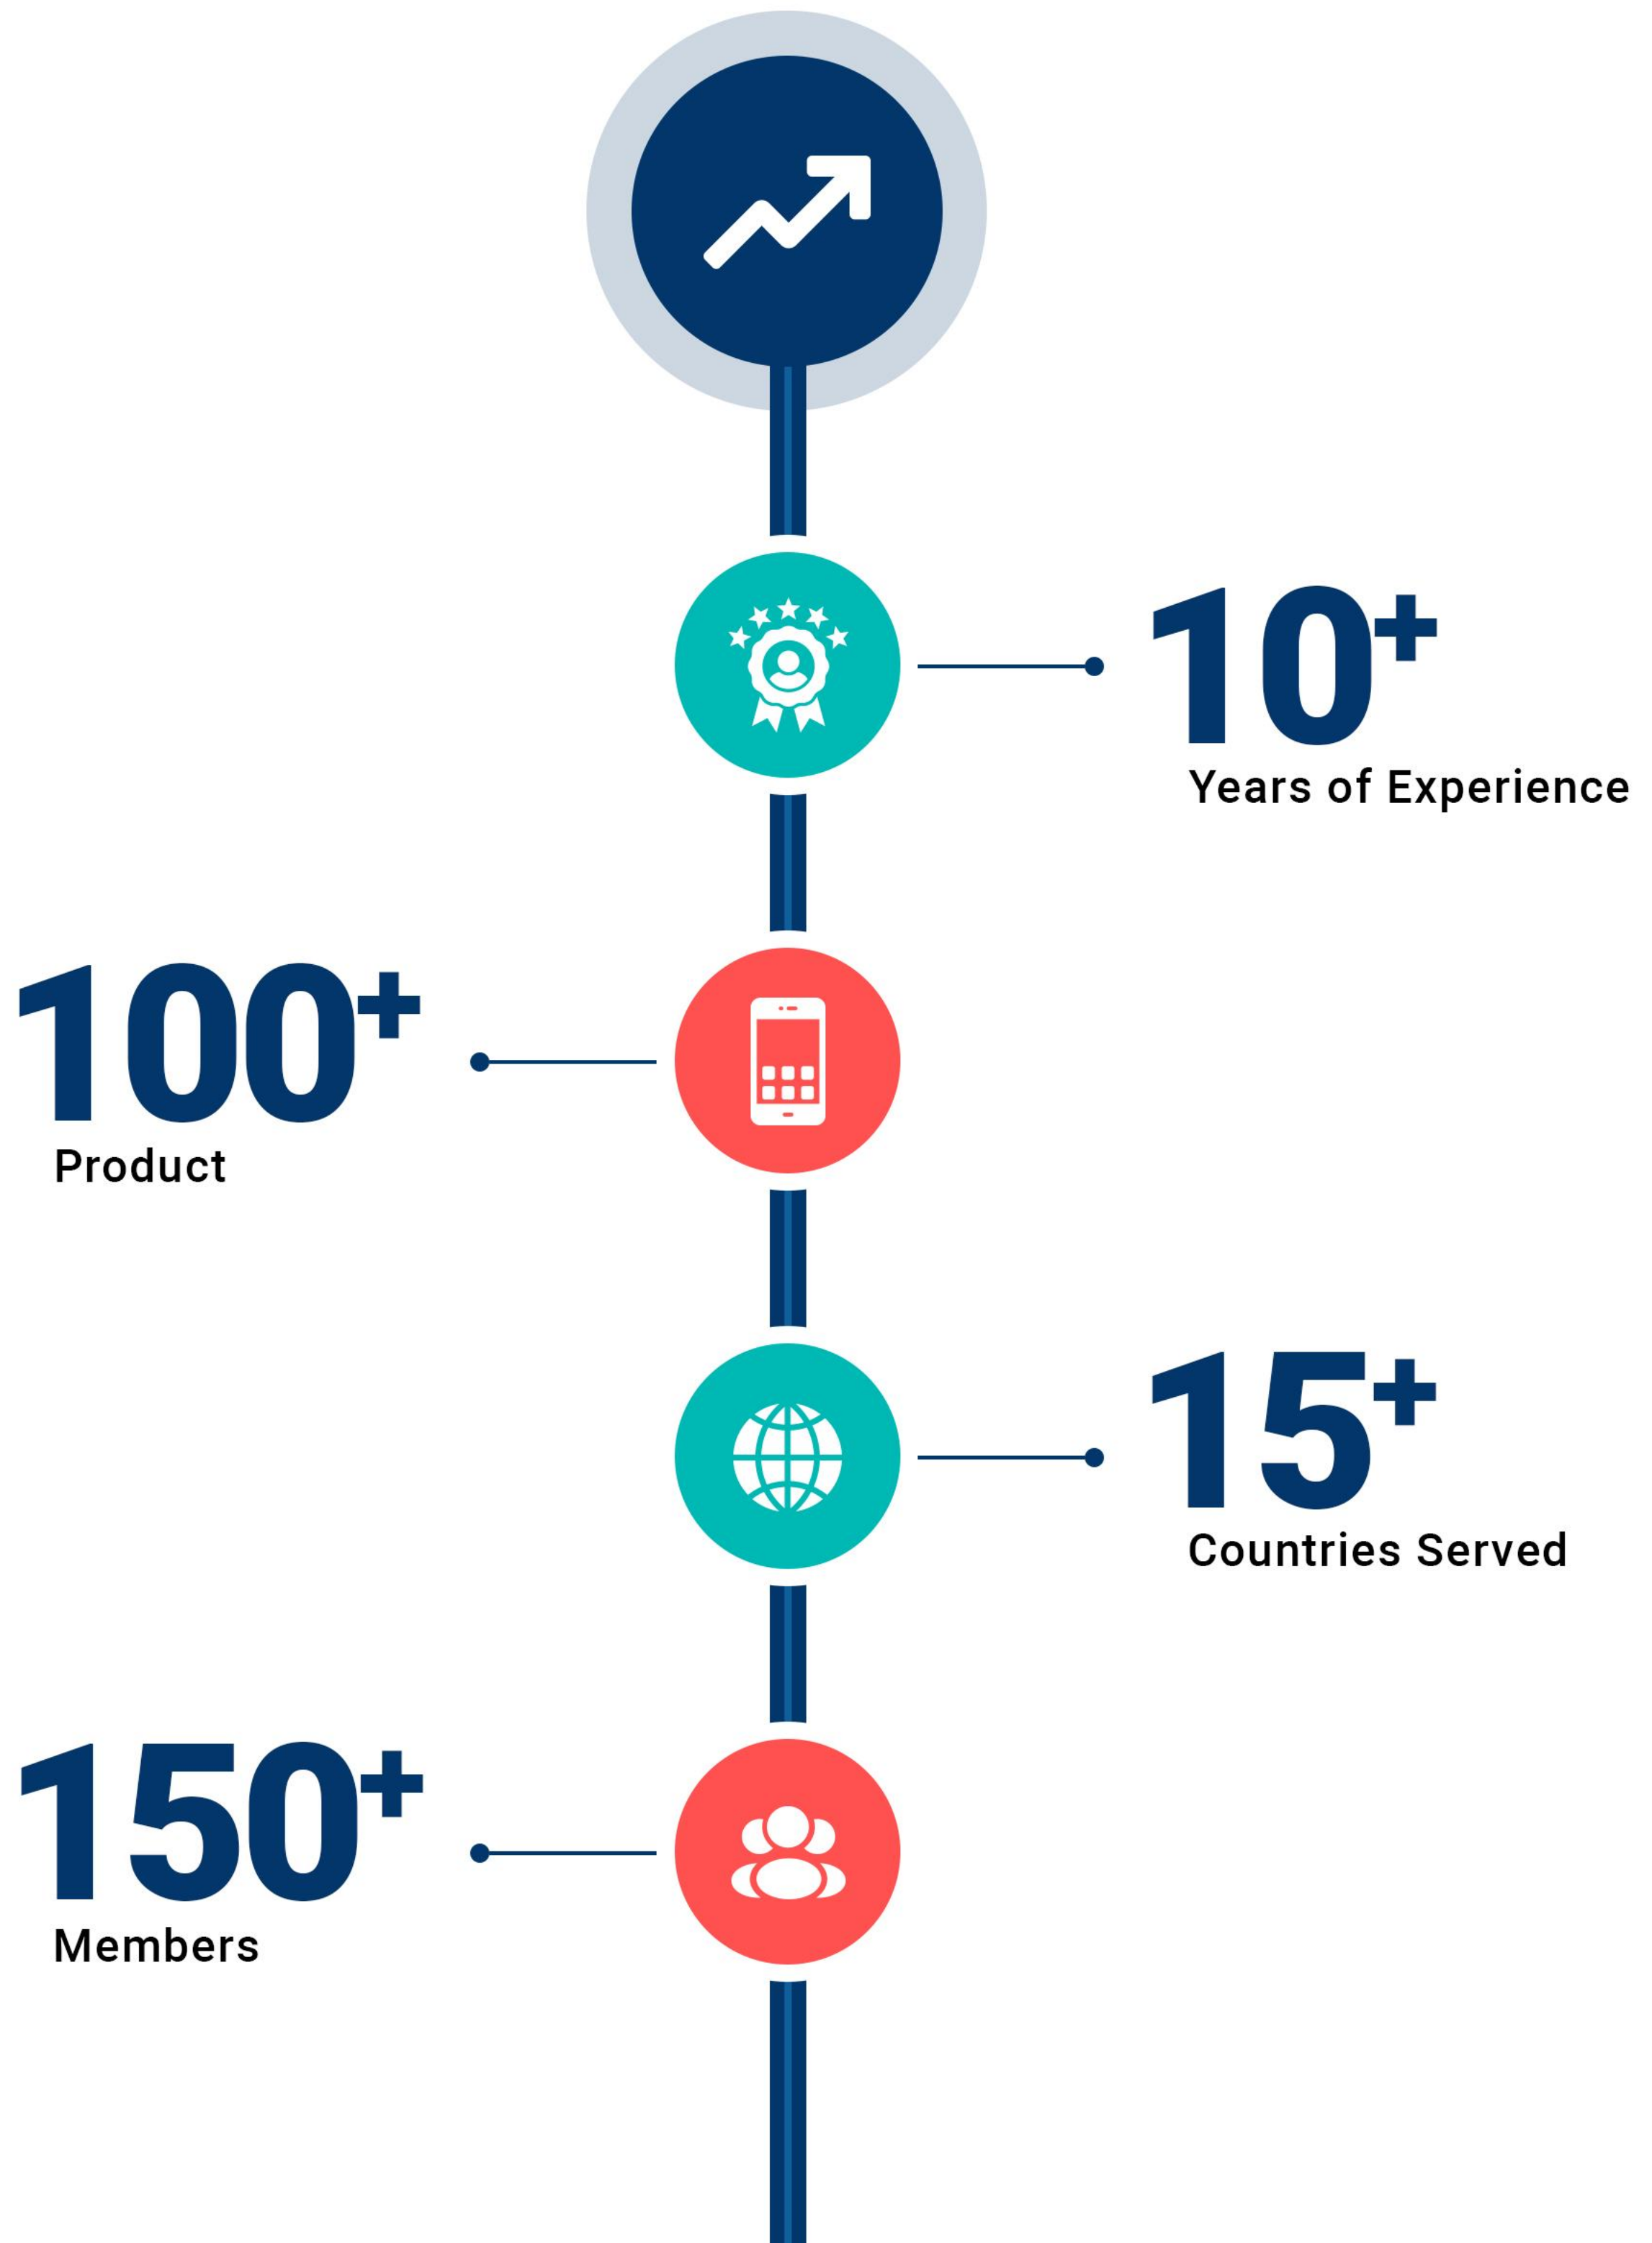 10+
Years of Experience
100+
Product
15+
Countries Served
150+
Members